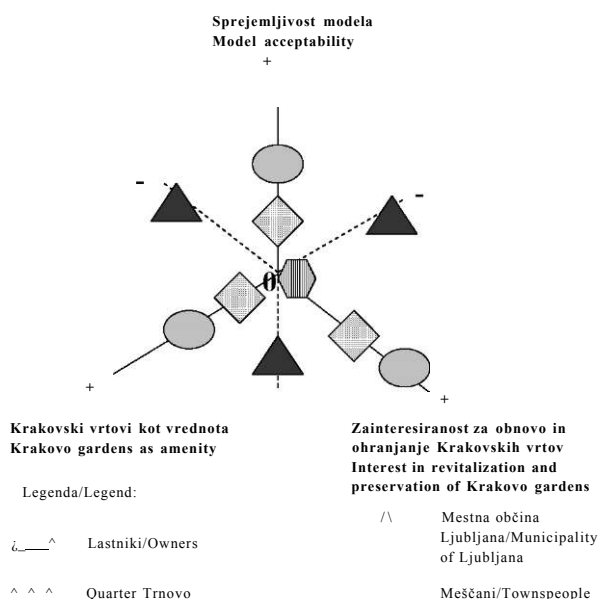 Sprejemljivost modela
Model acceptability
+
-
-
0
+
+
Krakovski vrtovi kot vrednota
Krakovo gardens as amenity
Zainteresiranost za obnovo in
ohranjanje Krakovskih vrtov
Interest in revitalization and
preservation of Krakovo gardens
Legenda/Legend:
Lastniki/Owners
^ ^ ^ Quarter Trnovo
/\ Mestna občina
Ljubljana/Municipality
of Ljubljana
Meščani/Townspeople